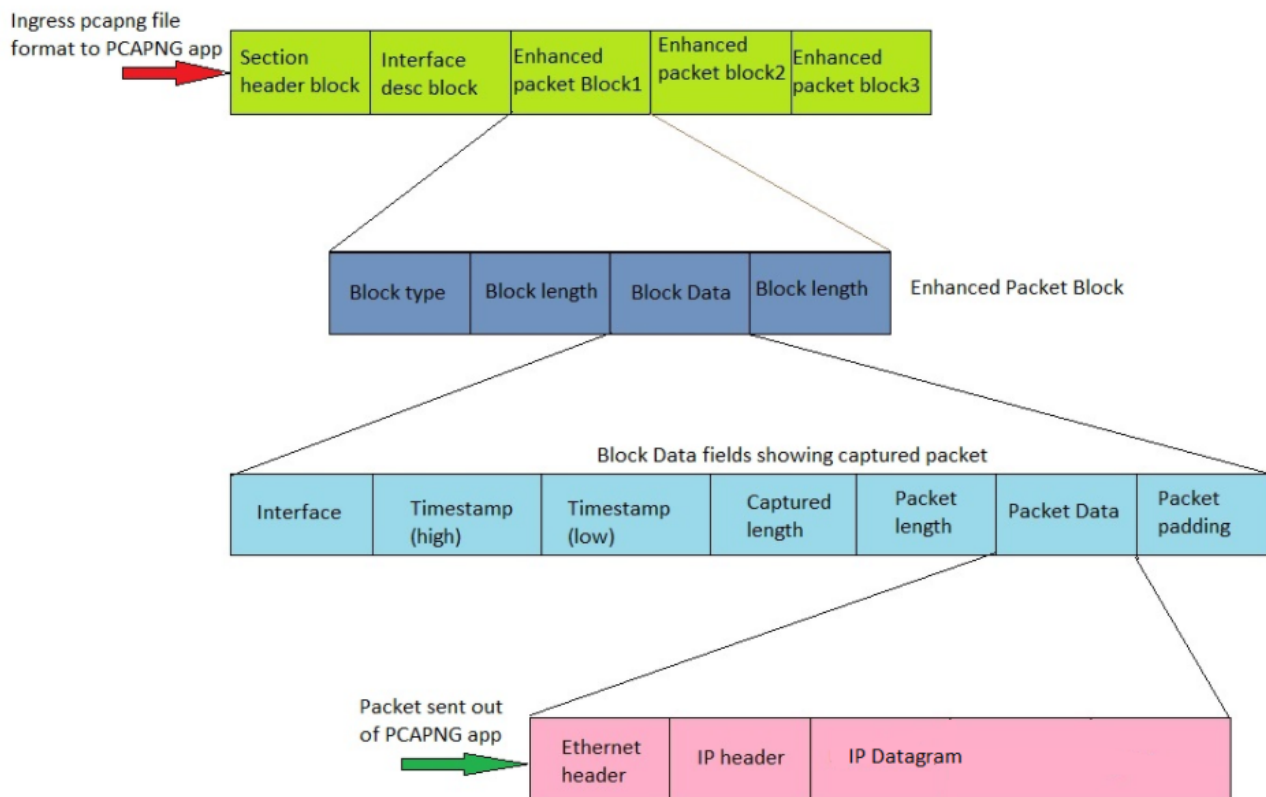 Ingress pcapng file
format to PCAPNG app
Section
header block
Interface
desc block
Enhanced
packet Block1
Enhanced
packet block2
Enhanced
packet block3
Block type
Block length
Block Data
Block length
Enhanced Packet Block
Block Data fields showing captured packet
Interface
Timestamp
(high)
Timestamp
(low)
Captured
length
Packet
length
Packet Data
Packet
padding
Packet sent out
of PCAPNG app
Ethernet
header
IP header
IP Datagram